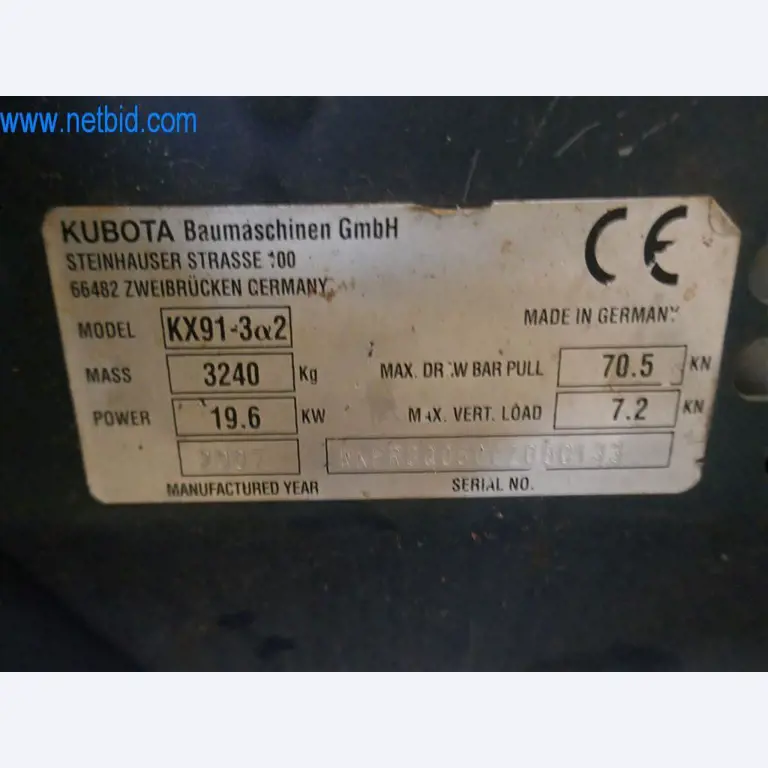 www.netbid.com
KUBOTA Baumaschinen GmbH
STEINHAUSER STRASSE 100
66482 ZWEIBRÜCKEN GERMANY
CE
MADE IN GERMANY
MODEL KX91-3α2
MASS 3240 Kg
MAX. DRAW BAR PULL 70.5 KN
POWER 19.6 KW
MAX. VERT. LOAD 7.2 KN
MANUFACTURED YEAR
SERIAL NO.